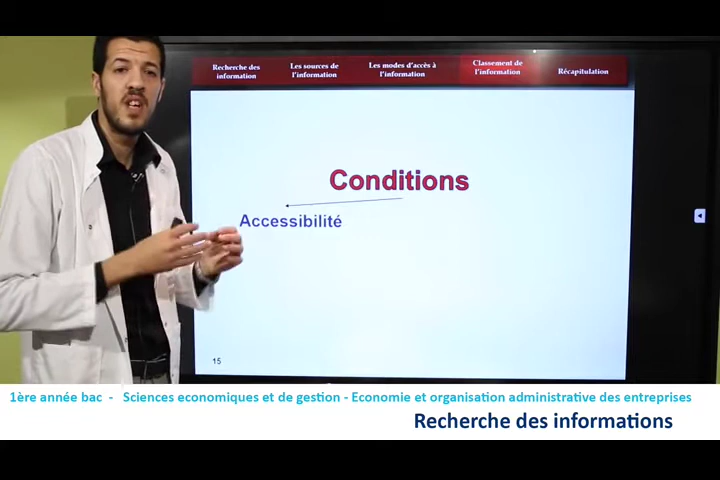 Recherche des
information
Les sources de
l'information
Les modes d'accès à
l'information
Classement de
l'information
Récapitulation
Conditions
Accessibilité
15
1ère année bac - Sciences economiques et de gestion - Economie et organisation administrative des entreprises
Recherche des informations